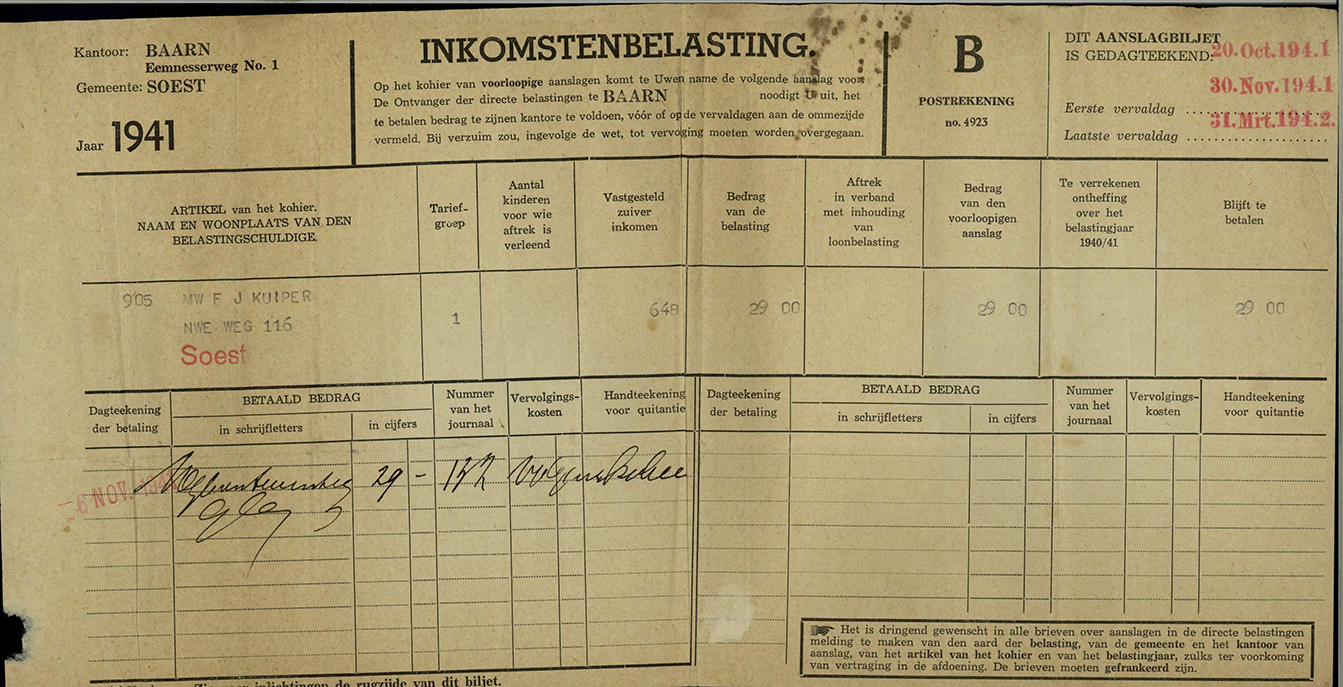 Kantoor: BAARN
Eemnesserweg No. 1
Gemeente: SOEST
Jaar 1941
INKOMSTENBELASTING.
Op het kohier van voorloopige aanslagen komt te Uwen name de volgende aanslag voor
De Ontvanger der directe belastingen te BAARN noodigt U uit, het
te betalen bedrag te zijnen kantore te voldoen, vóór of op de vervaldagen aan de ommezijde
vermeld. Bij verzuim zou, ingevolge de wet, tot vervolging moeten worden overgegaan.
B
POSTREKENING
no. 4923
DIT AANSLAGBILJET
IS GEDAGTEEKEND: 20. Oct. 194.1
30. Nov. 194.1
Eerste vervaldag
31. Mrt. 194.2.
Laatste vervaldag
ARTIKEL van het kohier.
NAAM EN WOONPLAATS VAN DEN
BELASTINGSCHULDIGE.
Tarief-
groep
Aantal
kinderen
voor wie
aftrek is
verleend
Vastgesteld
zuiver
inkomen
Bedrag
van de
belasting
Aftrek
in verband
met inhouding
van
loonbelasting
Bedrag
van den
voorloopigen
aanslag
Te verrekenen
ontheffing
over het
belastingjaar
1940/41
Blijft te
betalen
905 MW F J KUIPER
NWE WEG 116
Soest
1
648
29 00
29 00
29 00
Dagteekening
der betaling
BETAALD BEDRAG
in schrijfletters
in cijfers
Nummer
van het
journaal
Vervolgings-
kosten
Handteekening
voor quitantie
Dagteekening
der betaling
BETAALD BEDRAG
in schrijfletters
in cijfers
Nummer
van het
journaal
Vervolgings-
kosten
Handteekening
voor quitantie
6 NOV. 29 -
Het is dringend gewenscht in alle brieven over aanslagen in de directe belastingen
melding te maken van den aard der belasting, van de gemeente en het kantoor van
aanslag, van het artikel van het kohier en van het belastingjaar, zulks ter voorkoming
van vertraging in de afdoening. De brieven moeten gefrankeerd zijn.
inlichtingen de rugzijde van dit biljet.